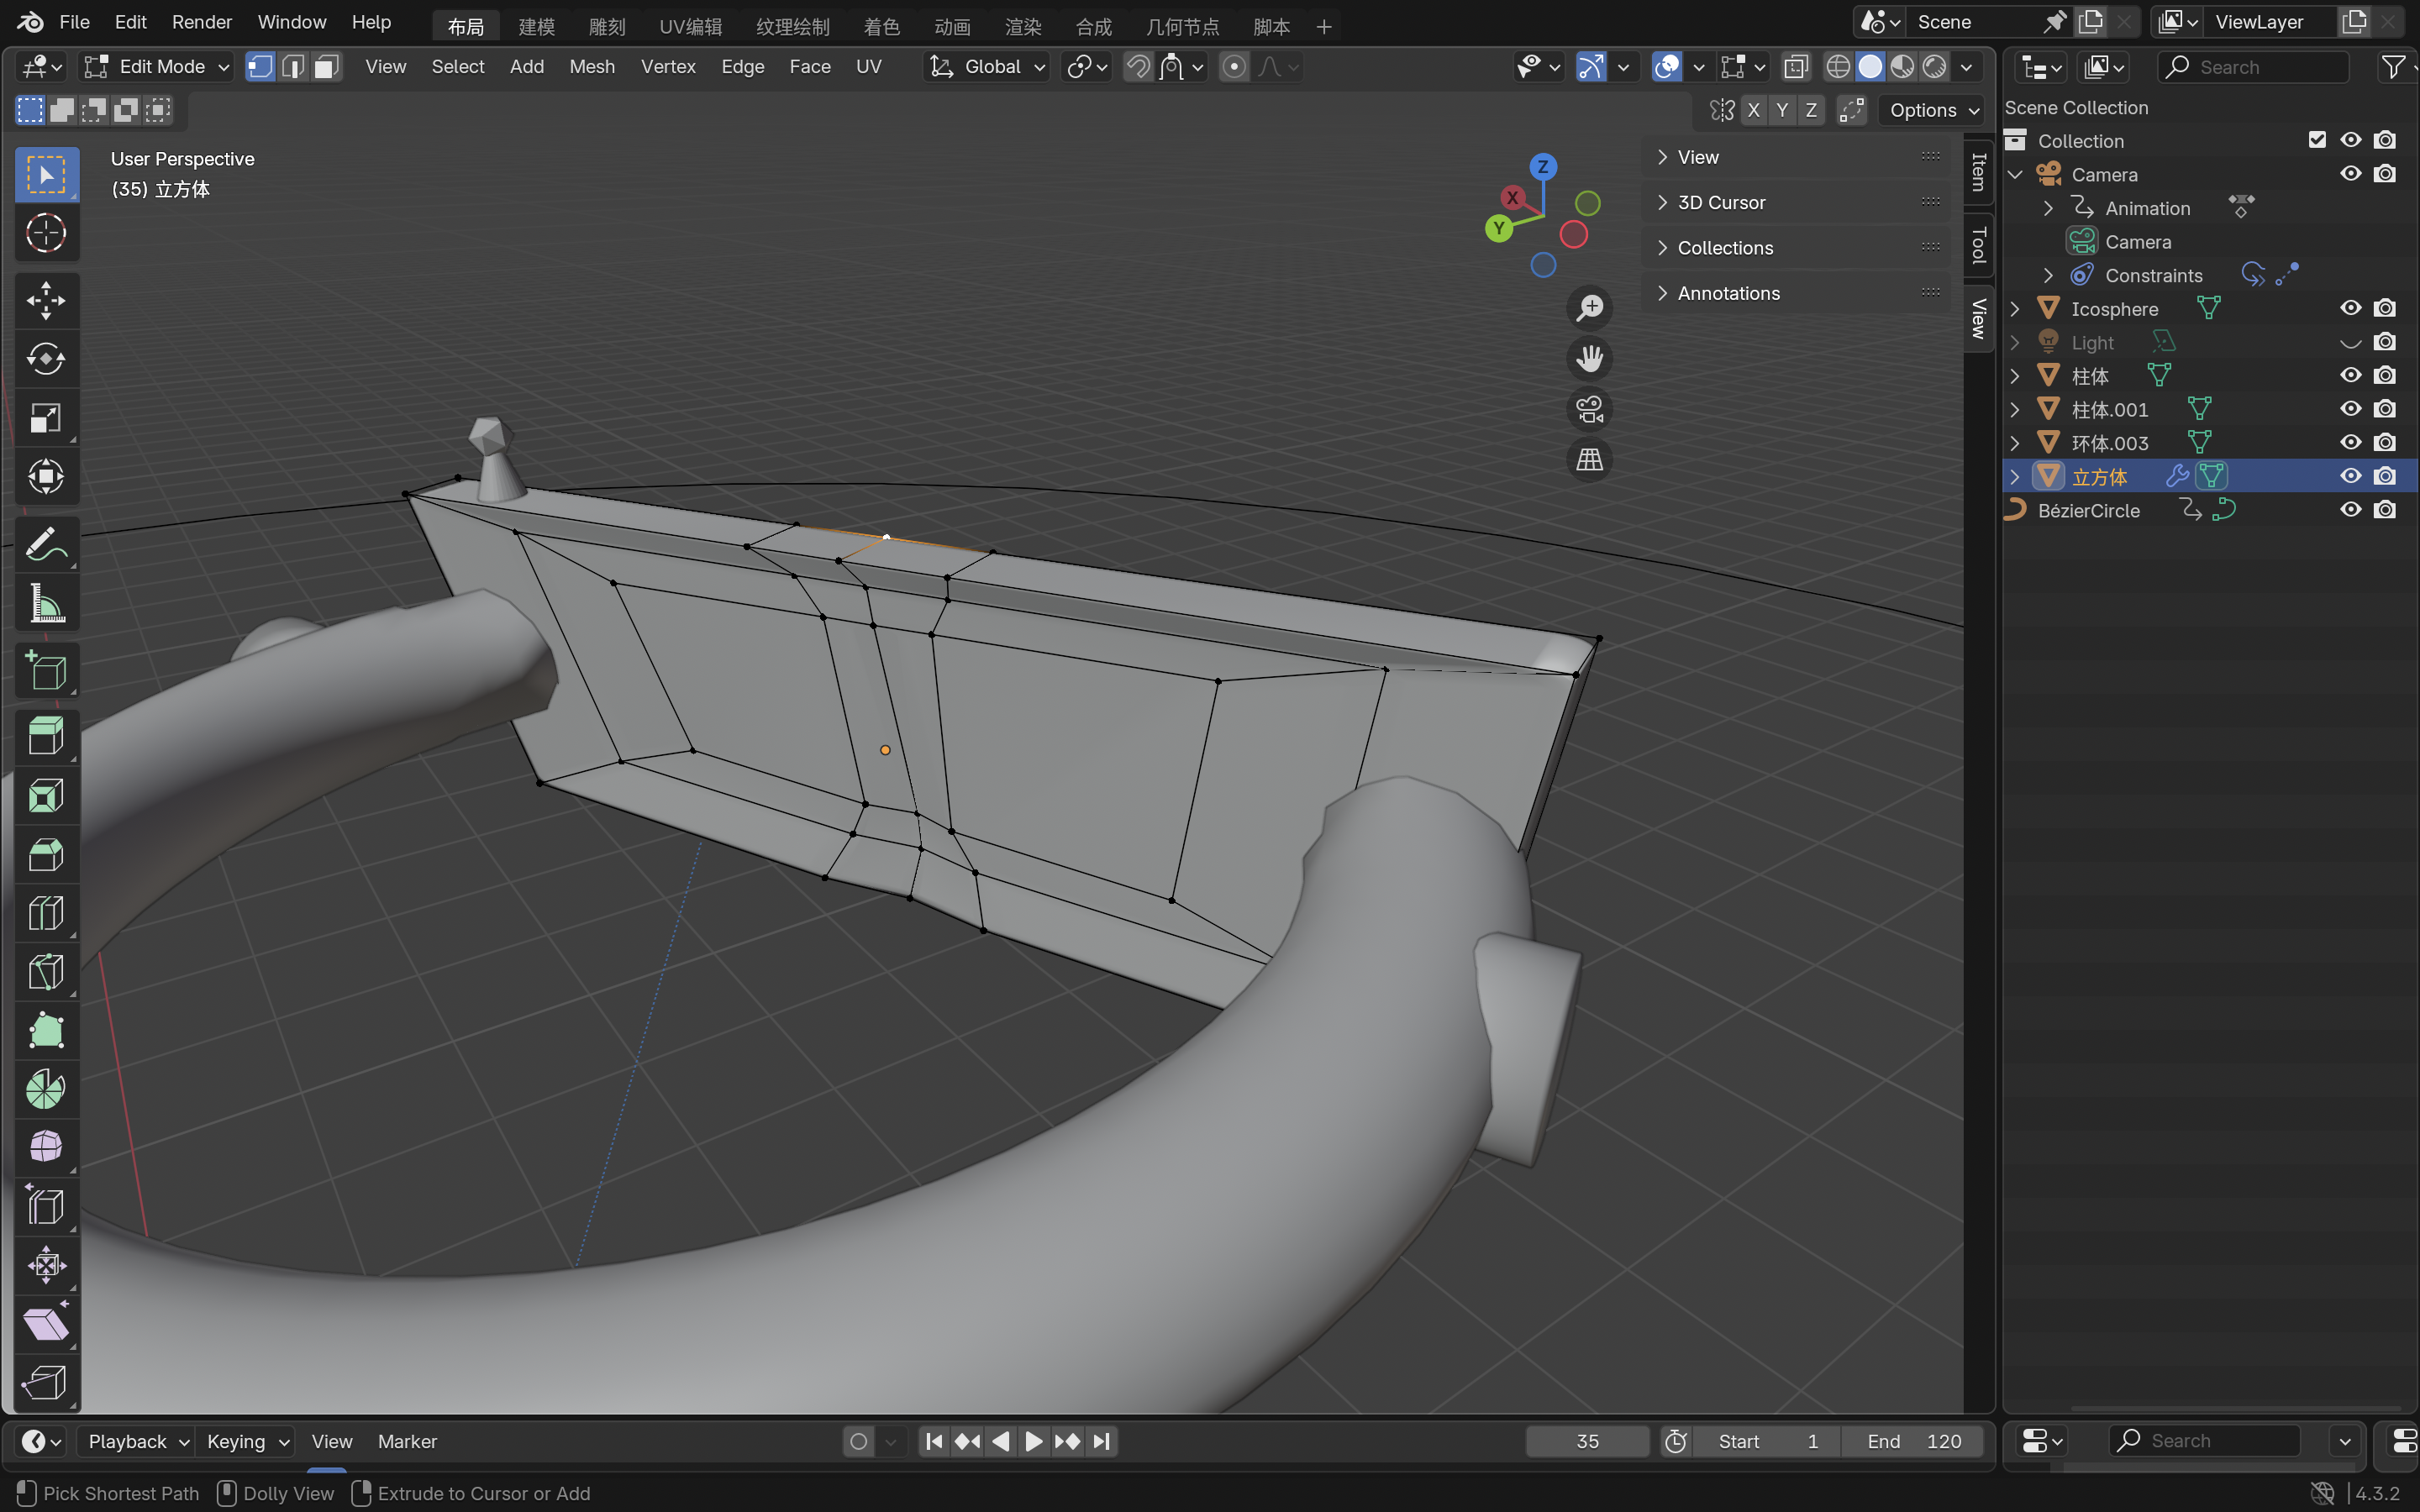 File Edit Render Window Help 布局 建模 雕刻 UV编辑 纹理绘制 着色 动画 渲染 合成 几何节点 脚本 + Scene ViewLayer
Edit Mode View Select Add Mesh Vertex Edge Face UV Global Search
X Y Z Options
User Perspective
(35) 立方体
Z
X
Y
View
3D Cursor
Collections
Annotations
Item
Tool
View
Scene Collection
Collection
Camera
Animation
Camera
Constraints
Icosphere
Light
柱体
柱体.001
环体.003
立方体
BézierCircle
Playback Keying View Marker 35 Start 1 End 120 Search
Pick Shortest Path Dolly View Extrude to Cursor or Add 4.3.2